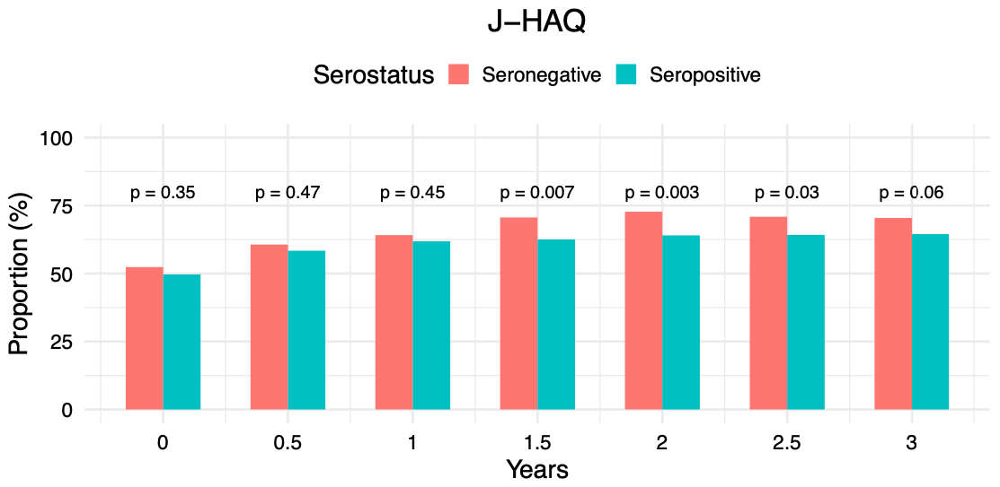 J–HAQ
Serostatus Seronegative Seropositive
100
p = 0.35 p = 0.47 p = 0.45 p = 0.007 p = 0.003 p = 0.03 p = 0.06
75
50
25
0
Proportion (%)
0 0.5 1 1.5 2 2.5 3
Years